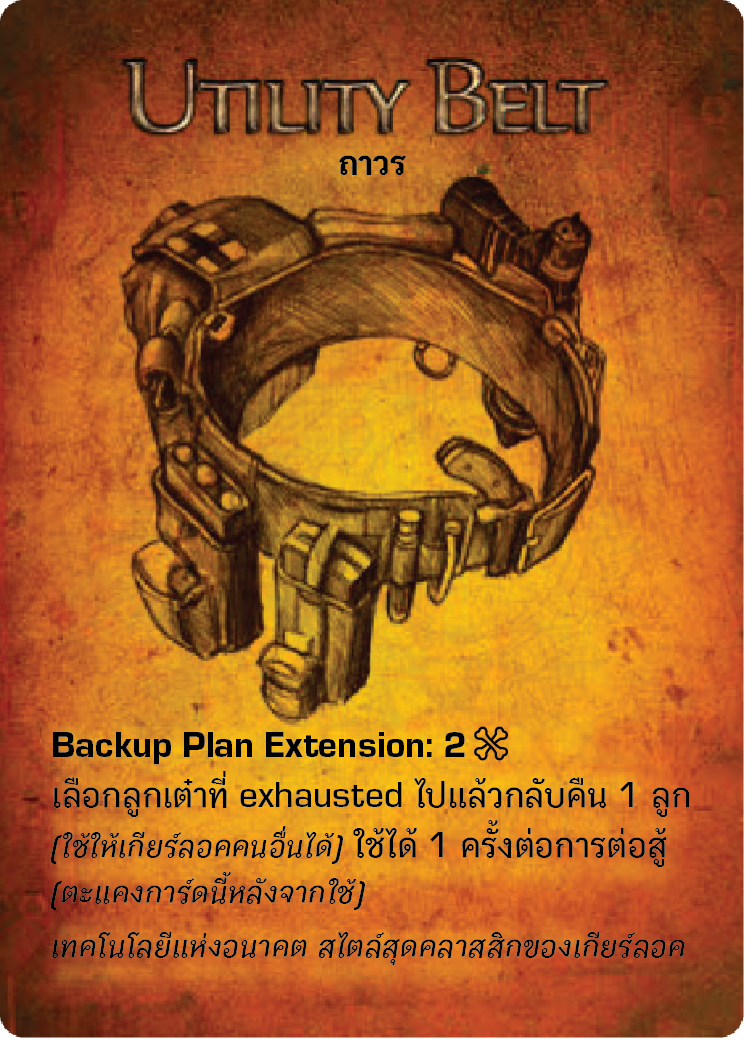 UTILITY BELT
ถาวร
Backup Plan Extension: 2
เลือกลูกเต๋าที่ exhausted ไปแล้วกลับคืน 1 ลูก
(ใช้ให้เกียร์ลอคคนอื่นได้) ใช้ได้ 1 ครั้งต่อการต่อสู้
(ตะแคงการ์ดนี้หลังจากใช้)
เทคโนโลยีแห่งอนาคต สไตล์สุดคลาสสิกของเกียร์ลอค